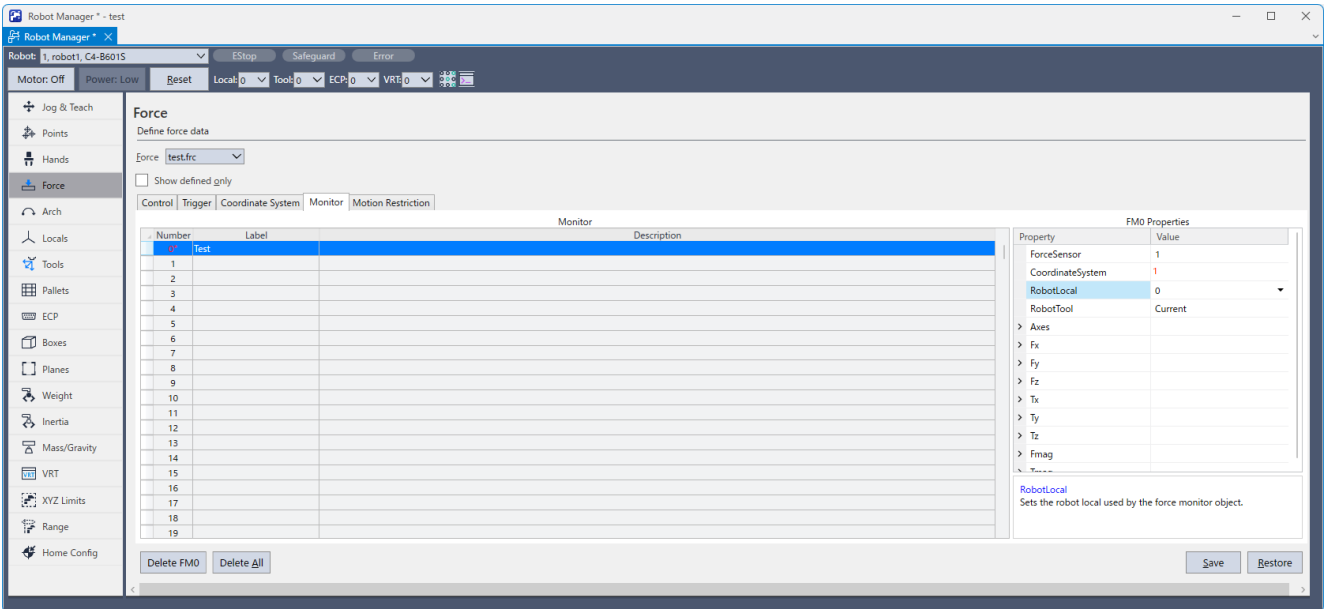 Robot Manager * - test
Robot Manager *
Robot: 1, robot1, C4-B601S EStop Safeguard Error
Motor: Off Power: Low Reset Local: 0 Tool: 0 ECP: 0 VRT: 0
Jog & Teach
Points
Hands
Force
Arch
Locals
Tools
Pallets
ECP
Boxes
Planes
Weight
Inertia
Mass/Gravity
VRT
XYZ Limits
Range
Home Config
Force
Define force data
Force test.frc
Show defined only
Control Trigger Coordinate System Monitor Motion Restriction
Monitor
Number Label Description
0* Test
1
2
3
4
5
6
7
8
9
10
11
12
13
14
15
16
17
18
19
FM0 Properties
Property Value
ForceSensor 1
CoordinateSystem 1
RobotLocal 0
RobotTool Current
Axes
Fx
Fy
Fz
Tx
Ty
Tz
Fmag
RobotLocal
Sets the robot local used by the force monitor object.
Delete FM0 Delete All Save Restore